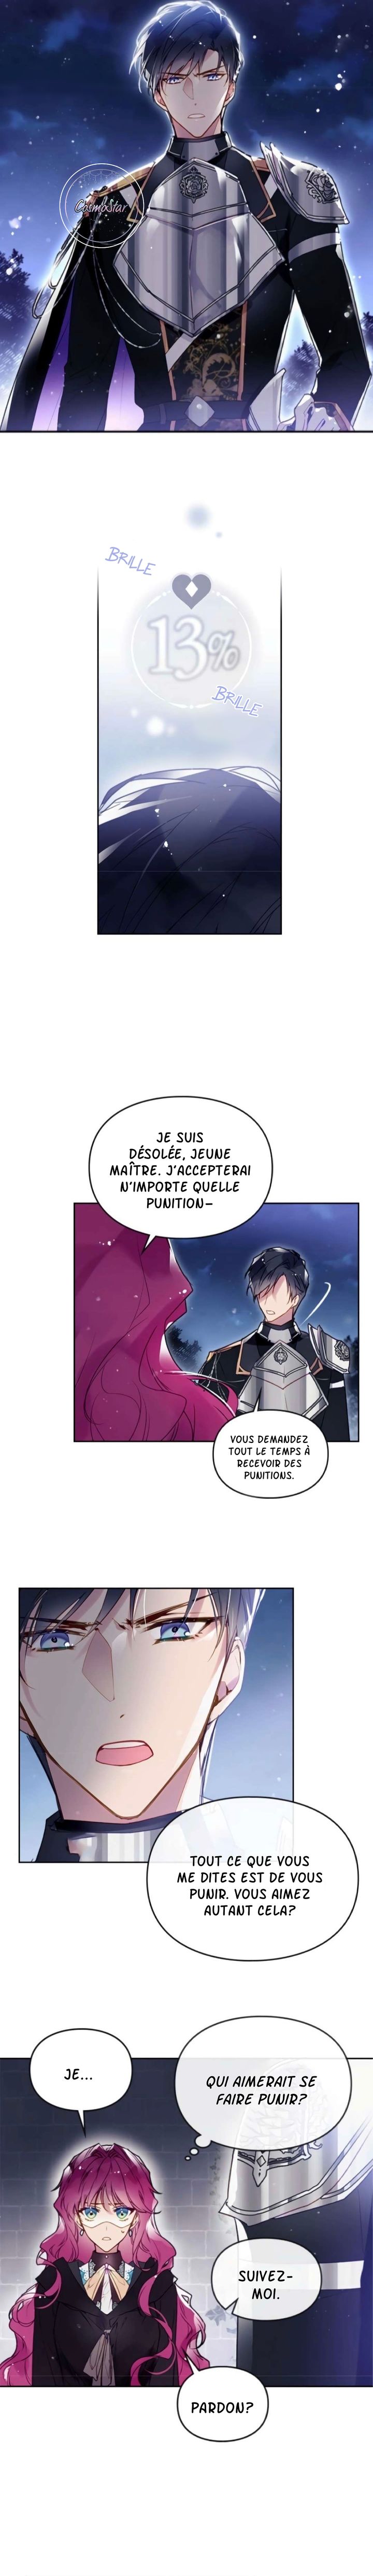 CosmoStar
BRILLE
13%
BRILLE
JE SUIS
DÉSOLÉE, JEUNE
MAÎTRE. J'ACCEPTERAI
N'IMPORTE QUELLE
PUNITION-
VOUS DEMANDEZ
TOUT LE TEMPS À
RECEVOIR DES
PUNITIONS.
TOUT CE QUE VOUS
ME DITES EST DE VOUS
PUNIR. VOUS AIMEZ
AUTANT CELA?
JE...
QUI AIMERAIT SE
FAIRE PUNIR?
SUIVEZ-
MOI.
PARDON?